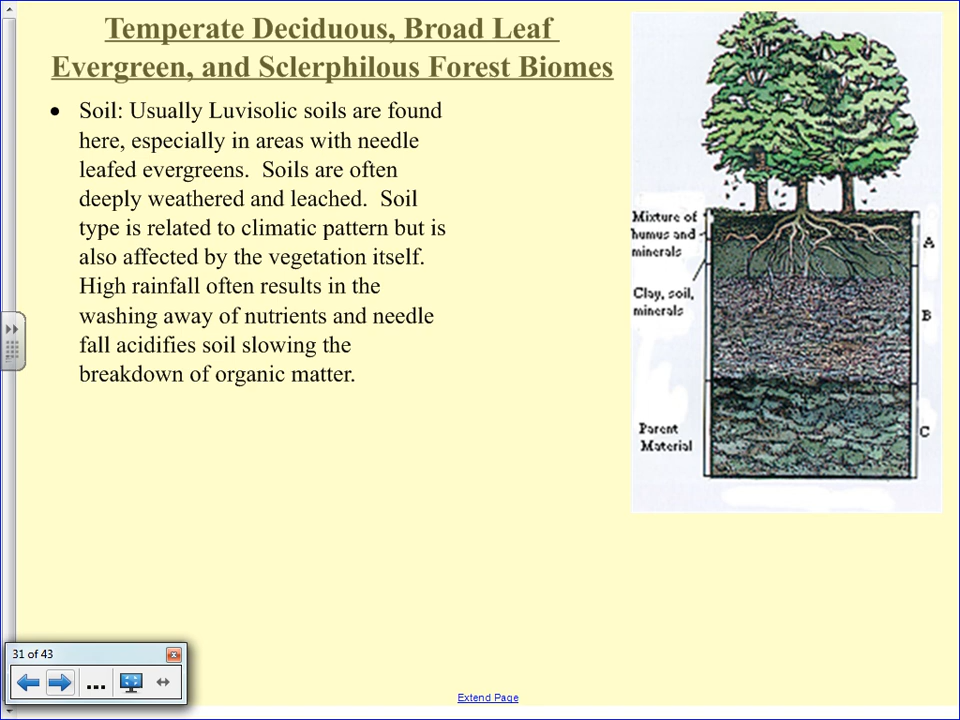 Temperate Deciduous, Broad Leaf
Evergreen, and Sclerphilous Forest Biomes
• Soil: Usually Luvisolic soils are found
here, especially in areas with needle
leafed evergreens. Soils are often
deeply weathered and leached. Soil
type is related to climatic pattern but is
also affected by the vegetation itself.
High rainfall often results in the
washing away of nutrients and needle
fall acidifies soil slowing the
breakdown of organic matter.
Mixture of
humus and
minerals
A
Clay, soil,
minerals
B
Parent
Material
C
31 of 43
...
Extend Page